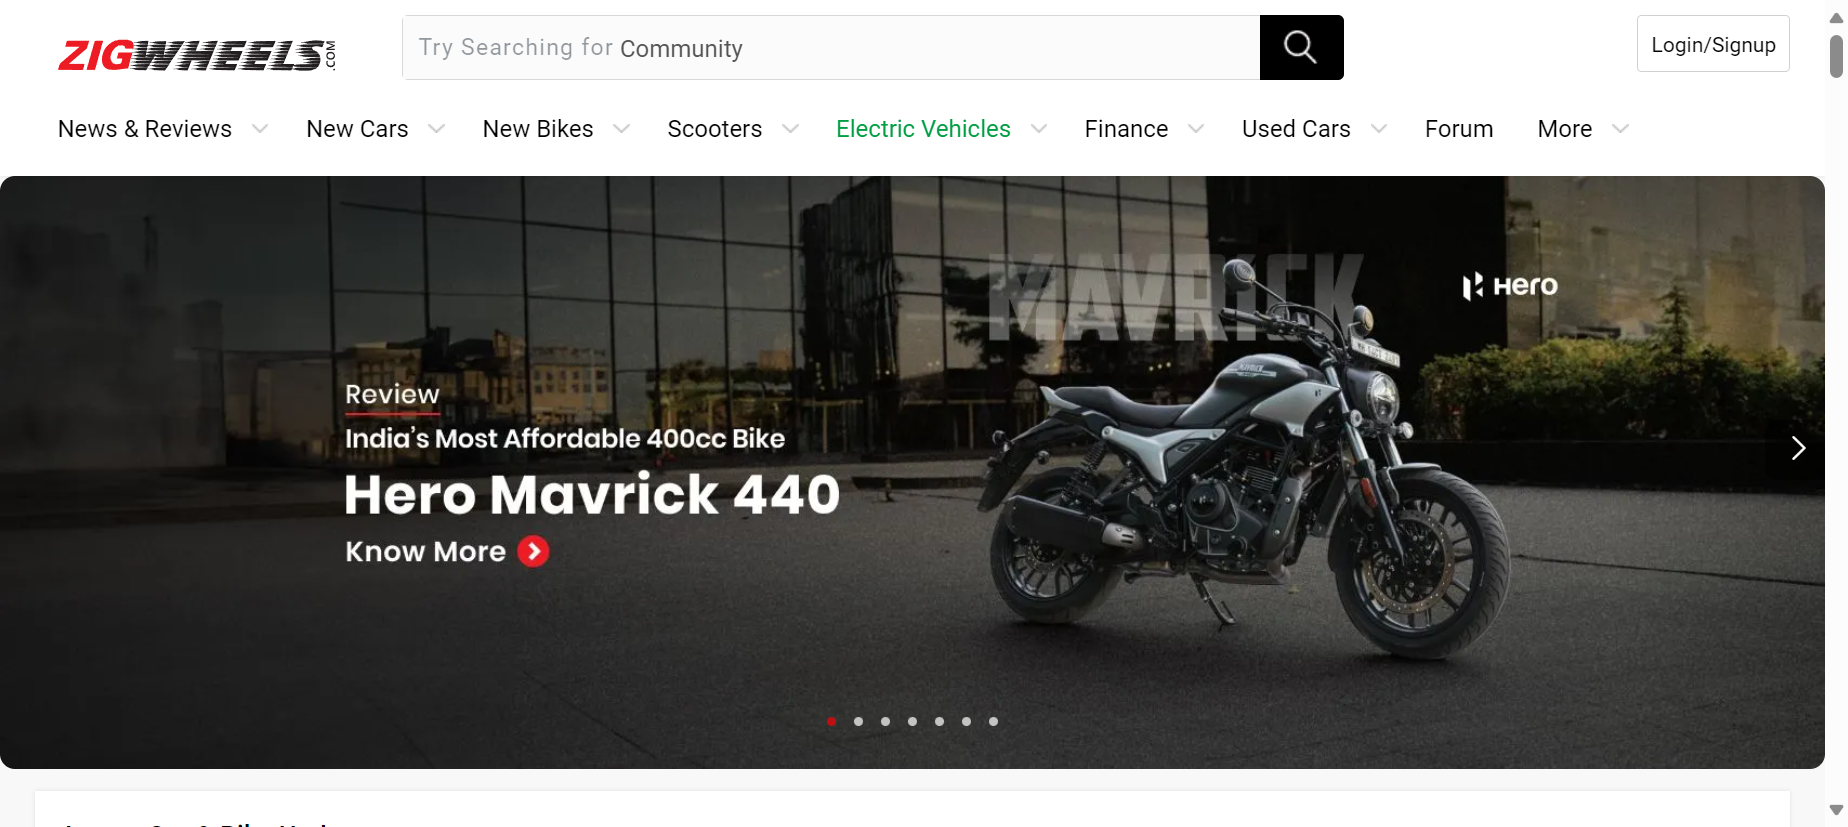 ZIGWHEELS.COM
Try Searching for Community
Login/Signup
News & Reviews
New Cars
New Bikes
Scooters
Electric Vehicles
Finance
Used Cars
Forum
More
MAVRICK
Hero
Review
India's Most Affordable 400cc Bike
Hero Mavrick 440
Know More